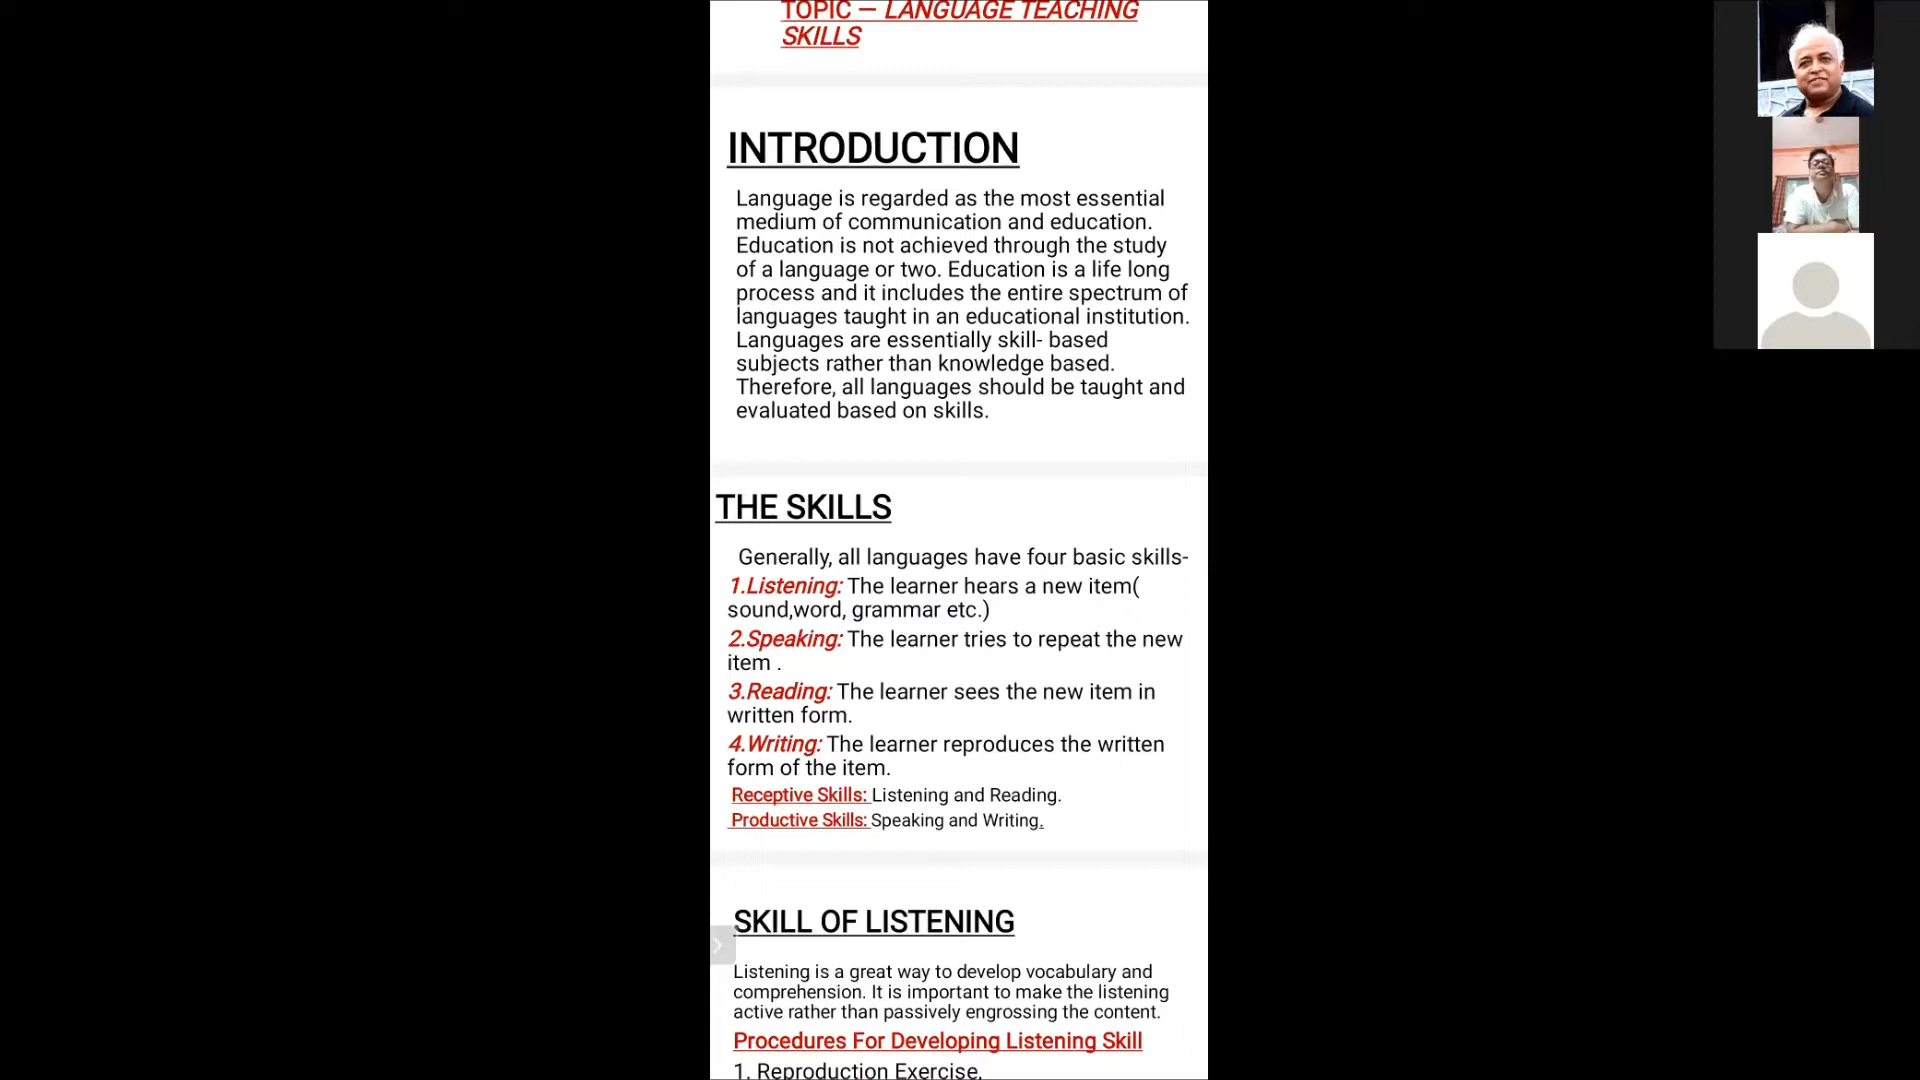 TOPIC — LANGUAGE TEACHING
SKILLS
INTRODUCTION
Language is regarded as the most essential
medium of communication and education.
Education is not achieved through the study
of a language or two. Education is a life long
process and it includes the entire spectrum of
languages taught in an educational institution.
Languages are essentially skill- based
subjects rather than knowledge based.
Therefore, all languages should be taught and
evaluated based on skills.
THE SKILLS
Generally, all languages have four basic skills-
1.Listening: The learner hears a new item(
sound,word, grammar etc.)
2.Speaking: The learner tries to repeat the new
item .
3.Reading: The learner sees the new item in
written form.
4.Writing: The learner reproduces the written
form of the item.
Receptive Skills: Listening and Reading.
Productive Skills: Speaking and Writing.
SKILL OF LISTENING
Listening is a great way to develop vocabulary and
comprehension. It is important to make the listening
active rather than passively engrossing the content.
Procedures For Developing Listening Skill
1. Reproduction Exercise.